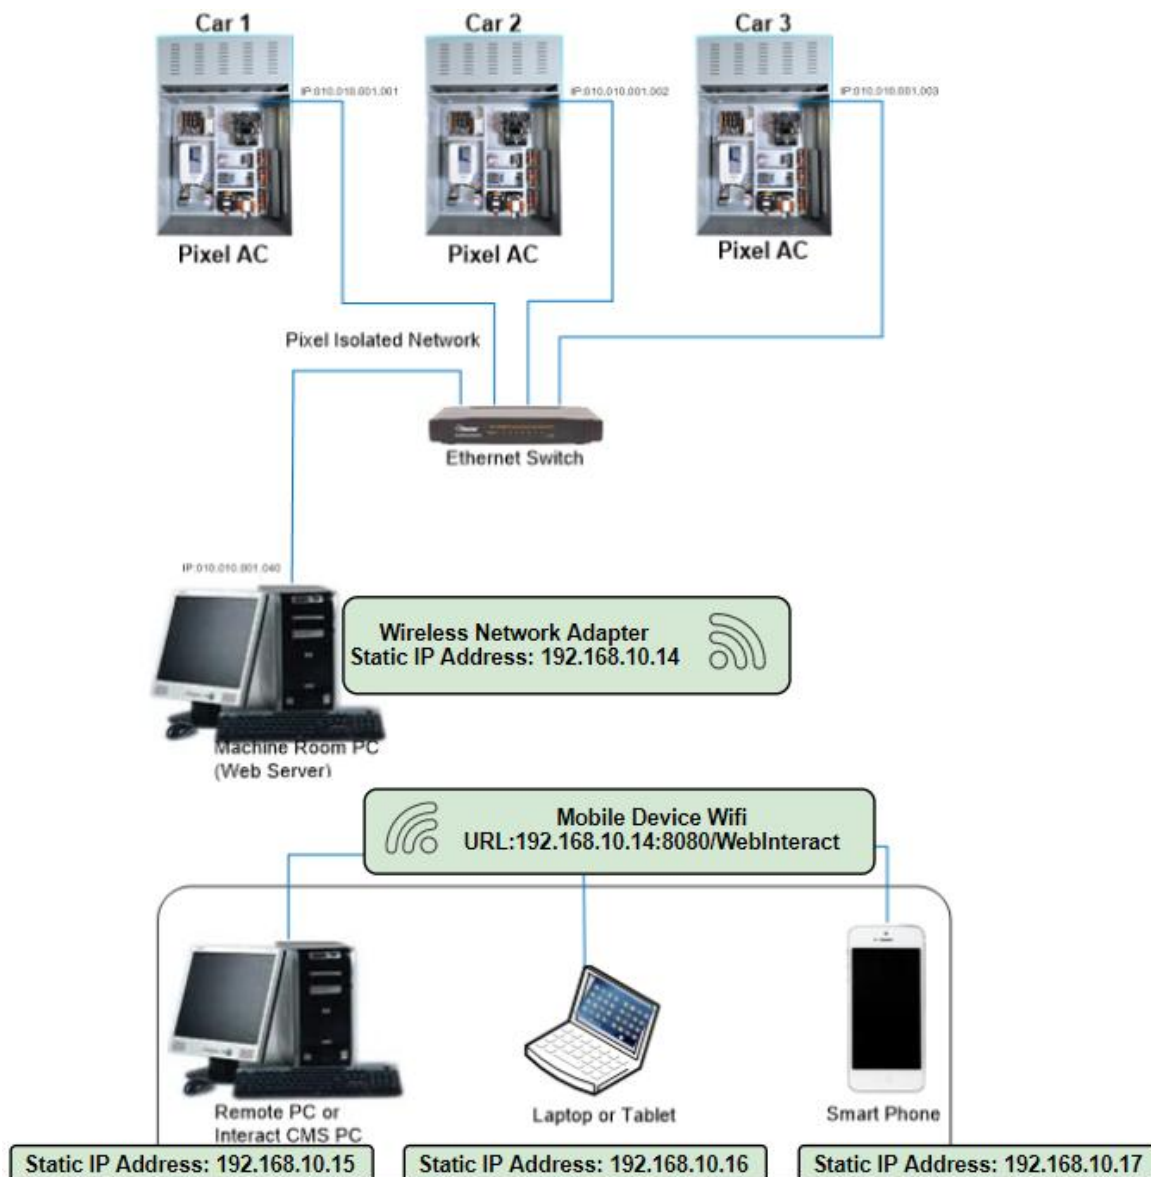 Car 1
Car 2
Car 3
IP:010.010.001.001
IP:010.010.001.002
IP:010.010.001.003
Pixel AC
Pixel AC
Pixel AC
Pixel Isolated Network
Ethernet Switch
IP:010.010.001.040
Wireless Network Adapter
Static IP Address: 192.168.10.14
Machine Room PC
(Web Server)
Mobile Device Wifi
URL:192.168.10.14:8080/WebInteract
Remote PC or
Interact CMS PC
Laptop or Tablet
Smart Phone
Static IP Address: 192.168.10.15
Static IP Address: 192.168.10.16
Static IP Address: 192.168.10.17